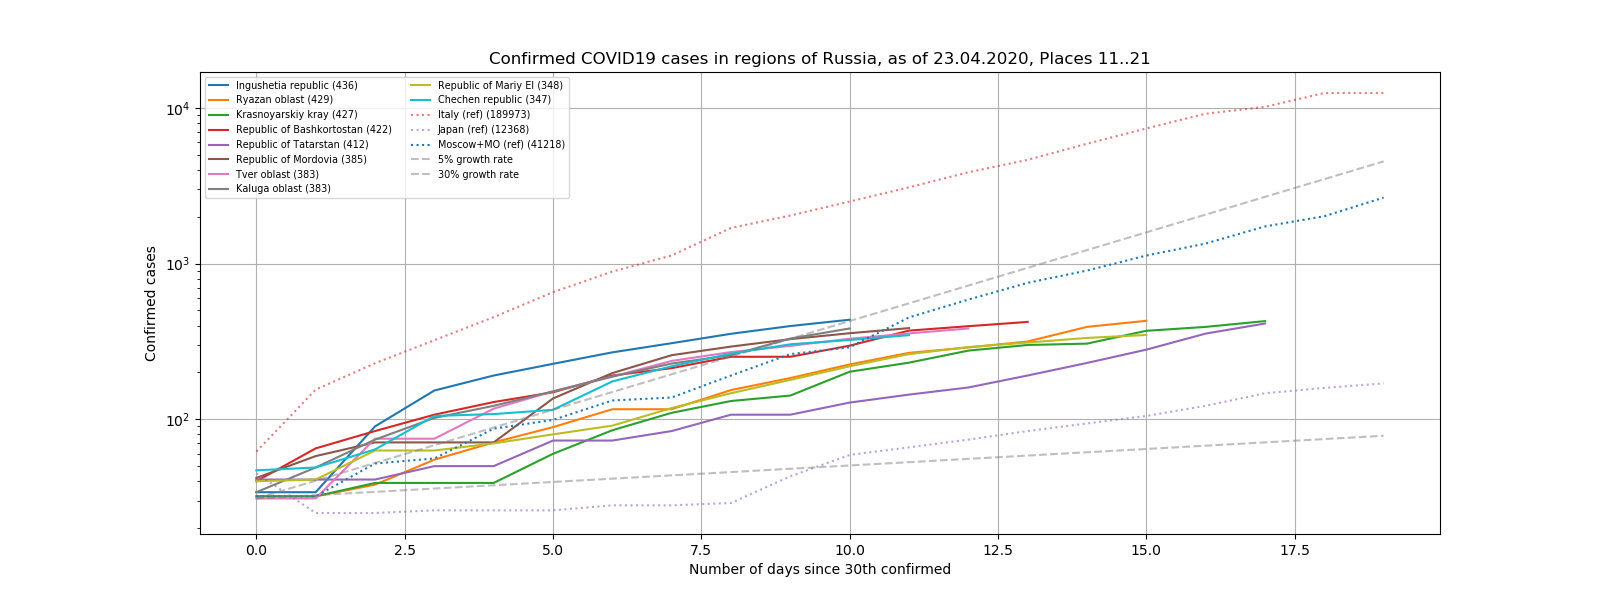 Confirmed COVID19 cases in regions of Russia, as of 23.04.2020, Places 11..21
Ingushetia republic (436)
Ryazan oblast (429)
Krasnoyarskiy kray (427)
Republic of Bashkortostan (422)
Republic of Tatarstan (412)
Republic of Mordovia (385)
Tver oblast (383)
Kaluga oblast (383)
Republic of Mariy El (348)
Chechen republic (347)
Italy (ref) (189973)
Japan (ref) (12368)
Moscow+MO (ref) (41218)
5% growth rate
30% growth rate
Confirmed cases
10⁴
10³
10²
0.0 2.5 5.0 7.5 10.0 12.5 15.0 17.5
Number of days since 30th confirmed